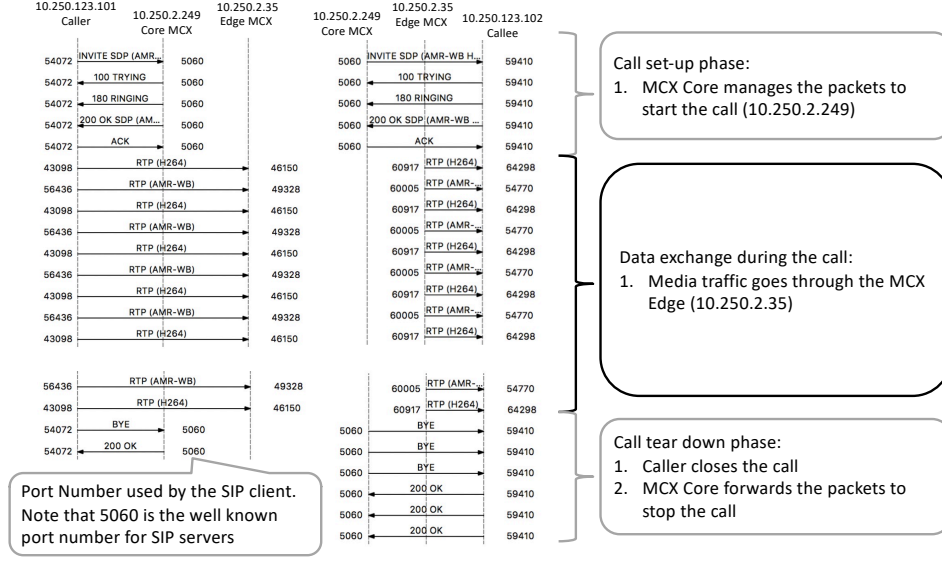 10.250.123.101 10.250.2.249 10.250.2.35
Caller Core MCX Edge MCX
54072 INVITE SDP (AMR... 5060
54072 100 TRYING 5060
54072 180 RINGING 5060
54072 200 OK SDP (AM... 5060
54072 ACK 5060
43098 RTP (H264) 46150
56436 RTP (AMR-WB) 49328
43098 RTP (H264) 46150
56436 RTP (AMR-WB) 49328
43098 RTP (H264) 46150
56436 RTP (AMR-WB) 49328
43098 RTP (H264) 46150
56436 RTP (AMR-WB) 49328
43098 RTP (H264) 46150
56436 RTP (AMR-WB) 49328
43098 RTP (H264) 46150
54072 BYE 5060
54072 200 OK 5060
Port Number used by the SIP client.
Note that 5060 is the well known
port number for SIP servers
10.250.2.249 10.250.2.35 10.250.123.102
Core MCX Edge MCX Callee
5060 INVITE SDP (AMR-WB H... 59410
5060 100 TRYING 59410
5060 180 RINGING 59410
5060 200 OK SDP (AMR-WB ... 59410
5060 ACK 59410
60917 RTP (H264) 64298
60005 RTP (AMR-... 54770
60917 RTP (H264) 64298
60005 RTP (AMR-... 54770
60917 RTP (H264) 64298
60005 RTP (AMR-... 54770
60917 RTP (H264) 64298
60005 RTP (AMR-... 54770
60917 RTP (H264) 64298
60005 RTP (AMR-... 54770
60917 RTP (H264) 64298
5060 BYE 59410
5060 BYE 59410
5060 BYE 59410
5060 200 OK 59410
5060 200 OK 59410
5060 200 OK 59410
Call set-up phase:
1. MCX Core manages the packets to
start the call (10.250.2.249)
Data exchange during the call:
1. Media traffic goes through the MCX
Edge (10.250.2.35)
Call tear down phase:
1. Caller closes the call
2. MCX Core forwards the packets to
stop the call